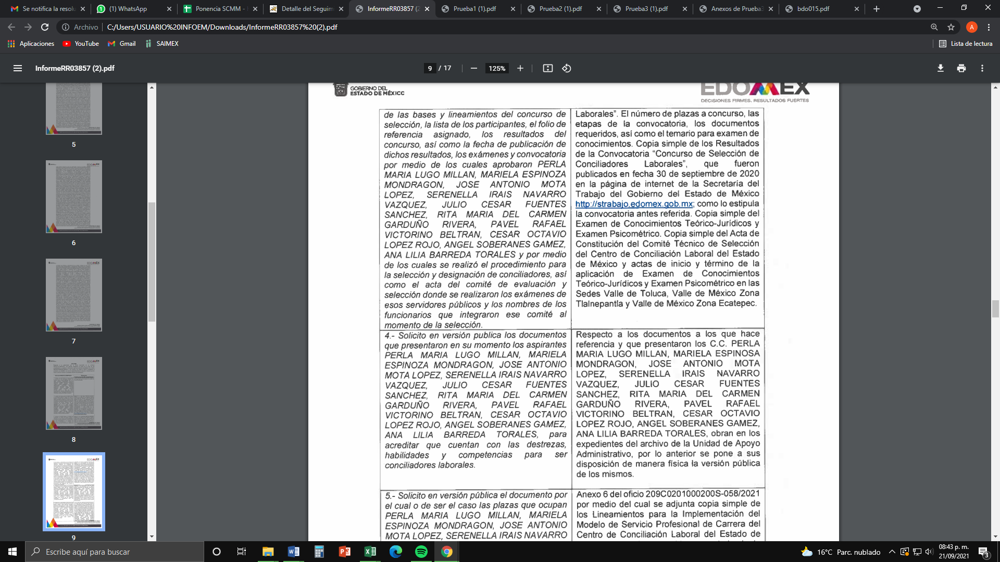 Se notifica la resolu
(1) WhatsApp
Ponencia SCMM -
Detalle del Seguim
InformeRR03857 (2
Prueba1 (1).pdf
Prueba2 (1).pdf
Prueba3 (1).pdf
Anexos de Prueba3
bdo015.pdf
Archivo
C:/Users/USUARIO%20INFOEM/Downloads/InformeRR03857%20(2).pdf
A
Aplicaciones
YouTube
Gmail
SAIMEX
Lista de lectura
InformeRR03857 (2).pdf
9 / 17
125%
5
6
7
8
9
GOBIERNO DEL
ESTADO DE MÉXICO
EDOMEX
DECISIONES FIRMES, RESULTADOS FUERTES
de las bases y lineamientos del concurso de
selección, la lista de los participantes, el folio de
referencia asignado, los resultados del
concurso, así como la fecha de publicación de
dichos resultados, los exámenes y convocatoria
por medio de los cuales aprobaron PERLA
MARIA LUGO MILLAN, MARIELA ESPINOZA
MONDRAGON, JOSE ANTONIO MOTA
LOPEZ, SERENELLA IRAIS NAVARRO
VAZQUEZ, JULIO CESAR FUENTES
SANCHEZ, RITA MARIA DEL CARMEN
GARDUÑO RIVERA, PAVEL RAFAEL
VICTORINO BELTRAN, CESAR OCTAVIO
LOPEZ ROJO, ANGEL SOBERANES GAMEZ,
ANA LILIA BARREDA TORALES y por medio
de los cuales se realizó el procedimiento para
la selección y designación de conciliadores, así
como el acta del comité de evaluación y
selección donde se realizaron los exámenes de
esos servidores públicos y los nombres de los
funcionarios que integraron ese comité al
momento de la selección.
Laborales". El número de plazas a concurso, las
etapas de la convocatoria, los documentos
requeridos, así como el temario para examen de
conocimientos. Copia simple de los Resultados
de la Convocatoria "Concurso de Selección de
Conciliadores Laborales", que fueron
publicados en fecha 30 de septiembre de 2020
en la página de internet de la Secretaría del
Trabajo del Gobierno del Estado de México
http://strabajo.edomex.gob.mx; como lo estipula
la convocatoria antes referida. Copia simple del
Examen de Conocimientos Teórico-Jurídicos y
Examen Psicométrico. Copia simple del Acta de
Constitución del Comité Técnico de Selección
del Centro de Conciliación Laboral del Estado
de México y actas de inicio y término de la
aplicación de Examen de Conocimientos
Teórico-Jurídicos y Examen Psicométrico en las
Sedes Valle de Toluca, Valle de México Zona
Tlalnepantla y Valle de México Zona Ecatepec.
4.- Solicito en versión publica los documentos
que presentaron en su momento los aspirantes
PERLA MARIA LUGO MILLAN, MARIELA
ESPINOZA MONDRAGON, JOSE ANTONIO
MOTA LOPEZ, SERENELLA IRAIS NAVARRO
VAZQUEZ, JULIO CESAR FUENTES
SANCHEZ, RITA MARIA DEL CARMEN
GARDUÑO RIVERA, PAVEL RAFAEL
VICTORINO BELTRAN, CESAR OCTAVIO
LOPEZ ROJO, ANGEL SOBERANES GAMEZ,
ANA LILIA BARREDA TORALES, para
acreditar que cuentan con las destrezas,
habilidades y competencias para ser
conciliadores laborales.
Respecto a los documentos a los que hace
referencia y que presentaron los C.C. PERLA
MARIA LUGO MILLAN, MARIELA ESPINOSA
MONDRAGON, JOSE ANTONIO MOTA
LOPEZ, SERENELLA IRAIS NAVARRO
VAZQUEZ, JULIO CESAR FUENTES
SANCHEZ, RITA MARIA DEL CARMEN
GARDUÑO RIVERA, PAVEL RAFAEL
VICTORINO BELTRAN, CESAR OCTAVIO
LOPEZ ROJO, ANGEL SOBERANES GAMEZ,
ANA LILIA BARREDA TORALES, obran en los
expedientes del archivo de la Unidad de Apoyo
Administrativo, por lo anterior se pone a sus
disposición de manera física la versión pública
de los mismos.
5.- Solicito en versión pública el documento por
el cual o de ser el caso las plazas que ocupan
PERLA MARIA LUGO MILLAN, MARIELA
ESPINOZA MONDRAGON, JOSE ANTONIO
MOTA LOPEZ, SERENELLA IRAIS NAVARRO
Anexo 6 del oficio 209C0201000200S-058/2021
por medio del cual se adjunta copia simple de
los Lineamientos para la Implementación del
Modelo de Servicio Profesional de Carrera del
Centro de Conciliación Laboral del Estado de
Escribe aquí para buscar
16°C Parc. nublado
08:43 p. m.
21/09/2021
3